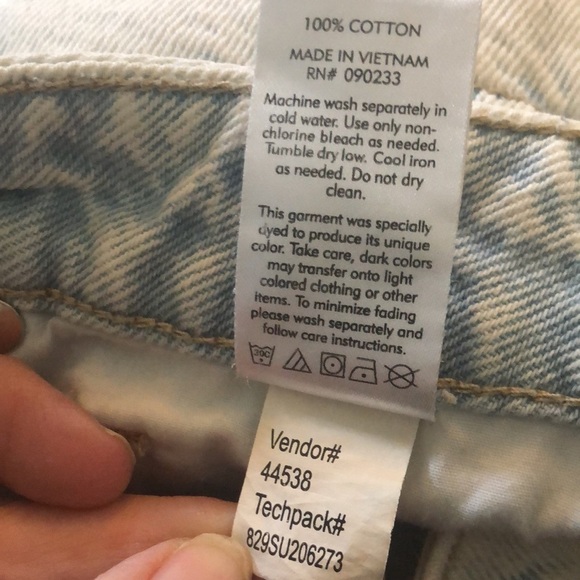 100% COTTON
MADE IN VIETNAM
RN# 090233
Machine wash separately in
cold water. Use only non-
chlorine bleach as needed.
Tumble dry low. Cool iron
as needed. Do not dry
clean.
This garment was specially
dyed to produce its unique
color. Take care, dark colors
may transfer onto light
colored clothing or other
items. To minimize fading
please wash separately and
follow care instructions.
30C
Vendor#
44538
Techpack#
829SU206273